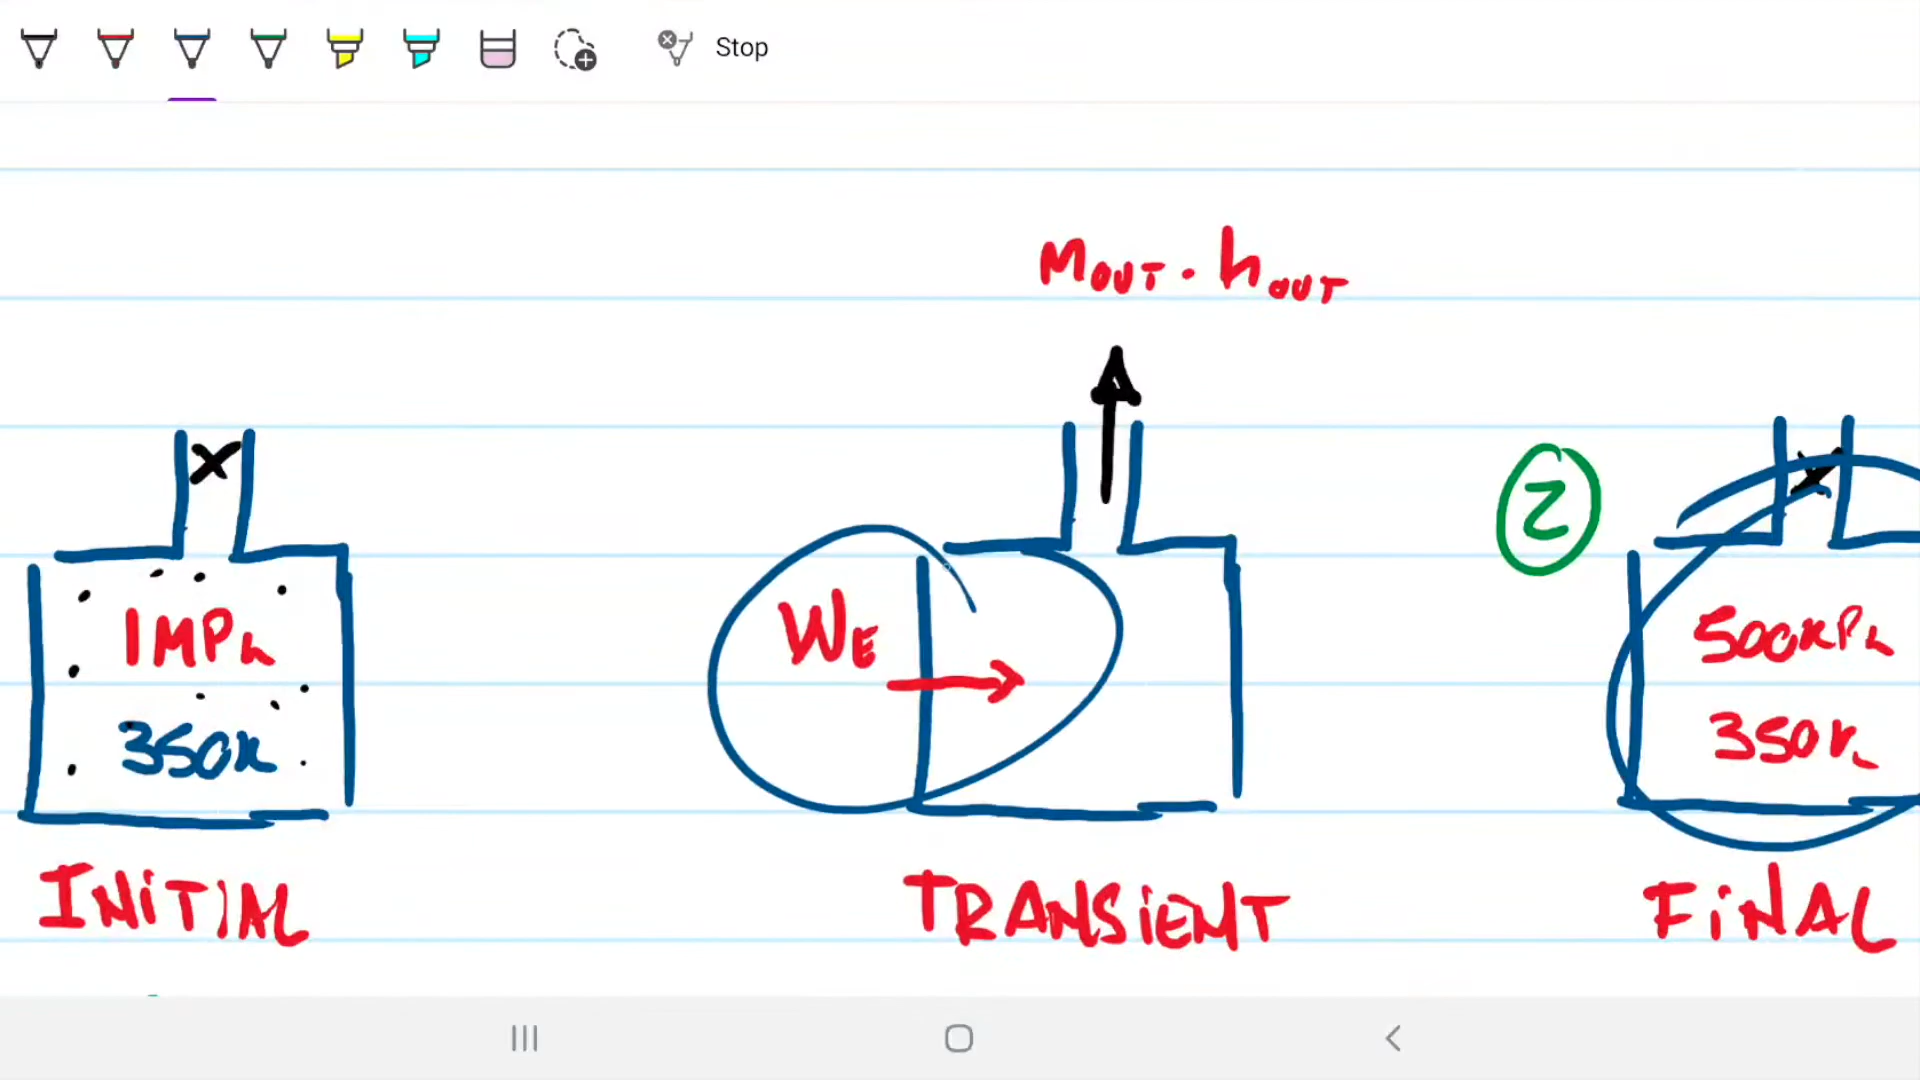 Stop
MOUT · hOUT
2
1MPa
350K
WE
500KPa
350K
INITIAL
TRANSIENT
FINAL